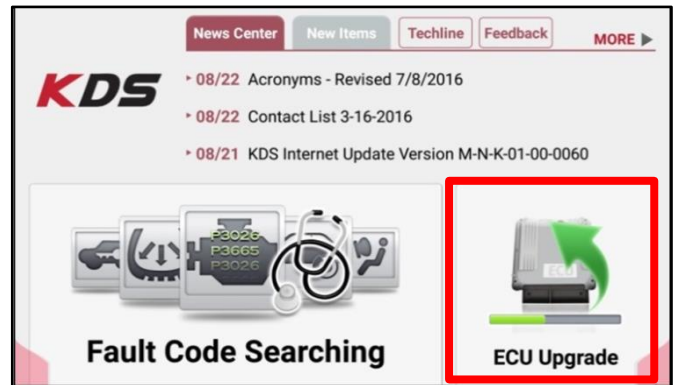 News Center New Items Techline Feedback MORE
KDS
08/22 Acronyms - Revised 7/8/2016
08/22 Contact List 3-16-2016
08/21 KDS Internet Update Version M-N-K-01-00-0060
P3026
P3665
P3026
ECU
Fault Code Searching
ECU Upgrade